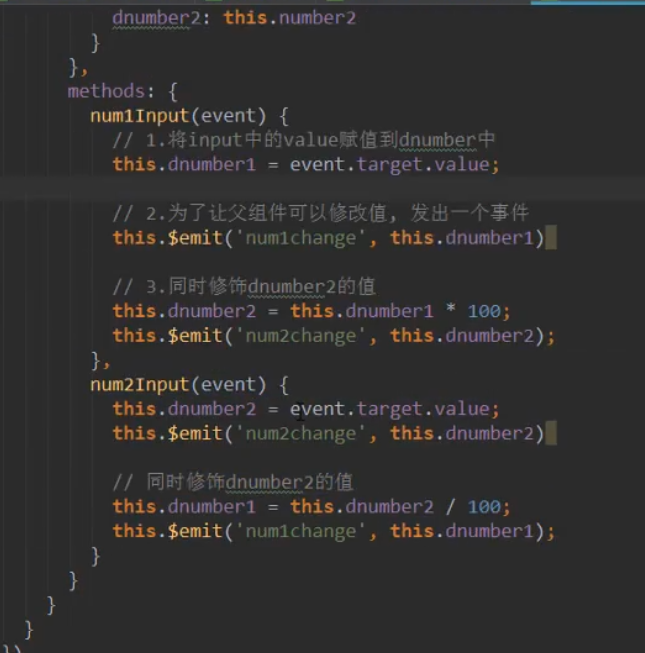 dnumber2: this.number2
}
},
methods: {
num1Input(event) {
// 1.将input中的value赋值到dnumber中
this.dnumber1 = event.target.value;
// 2.为了让父组件可以修改值, 发出一个事件
this.$emit('num1change', this.dnumber1)
// 3.同时修饰dnumber2的值
this.dnumber2 = this.dnumber1 * 100;
this.$emit('num2change', this.dnumber2);
},
num2Input(event) {
this.dnumber2 = event.target.value;
this.$emit('num2change', this.dnumber2)
// 同时修饰dnumber2的值
this.dnumber1 = this.dnumber2 / 100;
this.$emit('num1change', this.dnumber1);
}
}
}
}
})